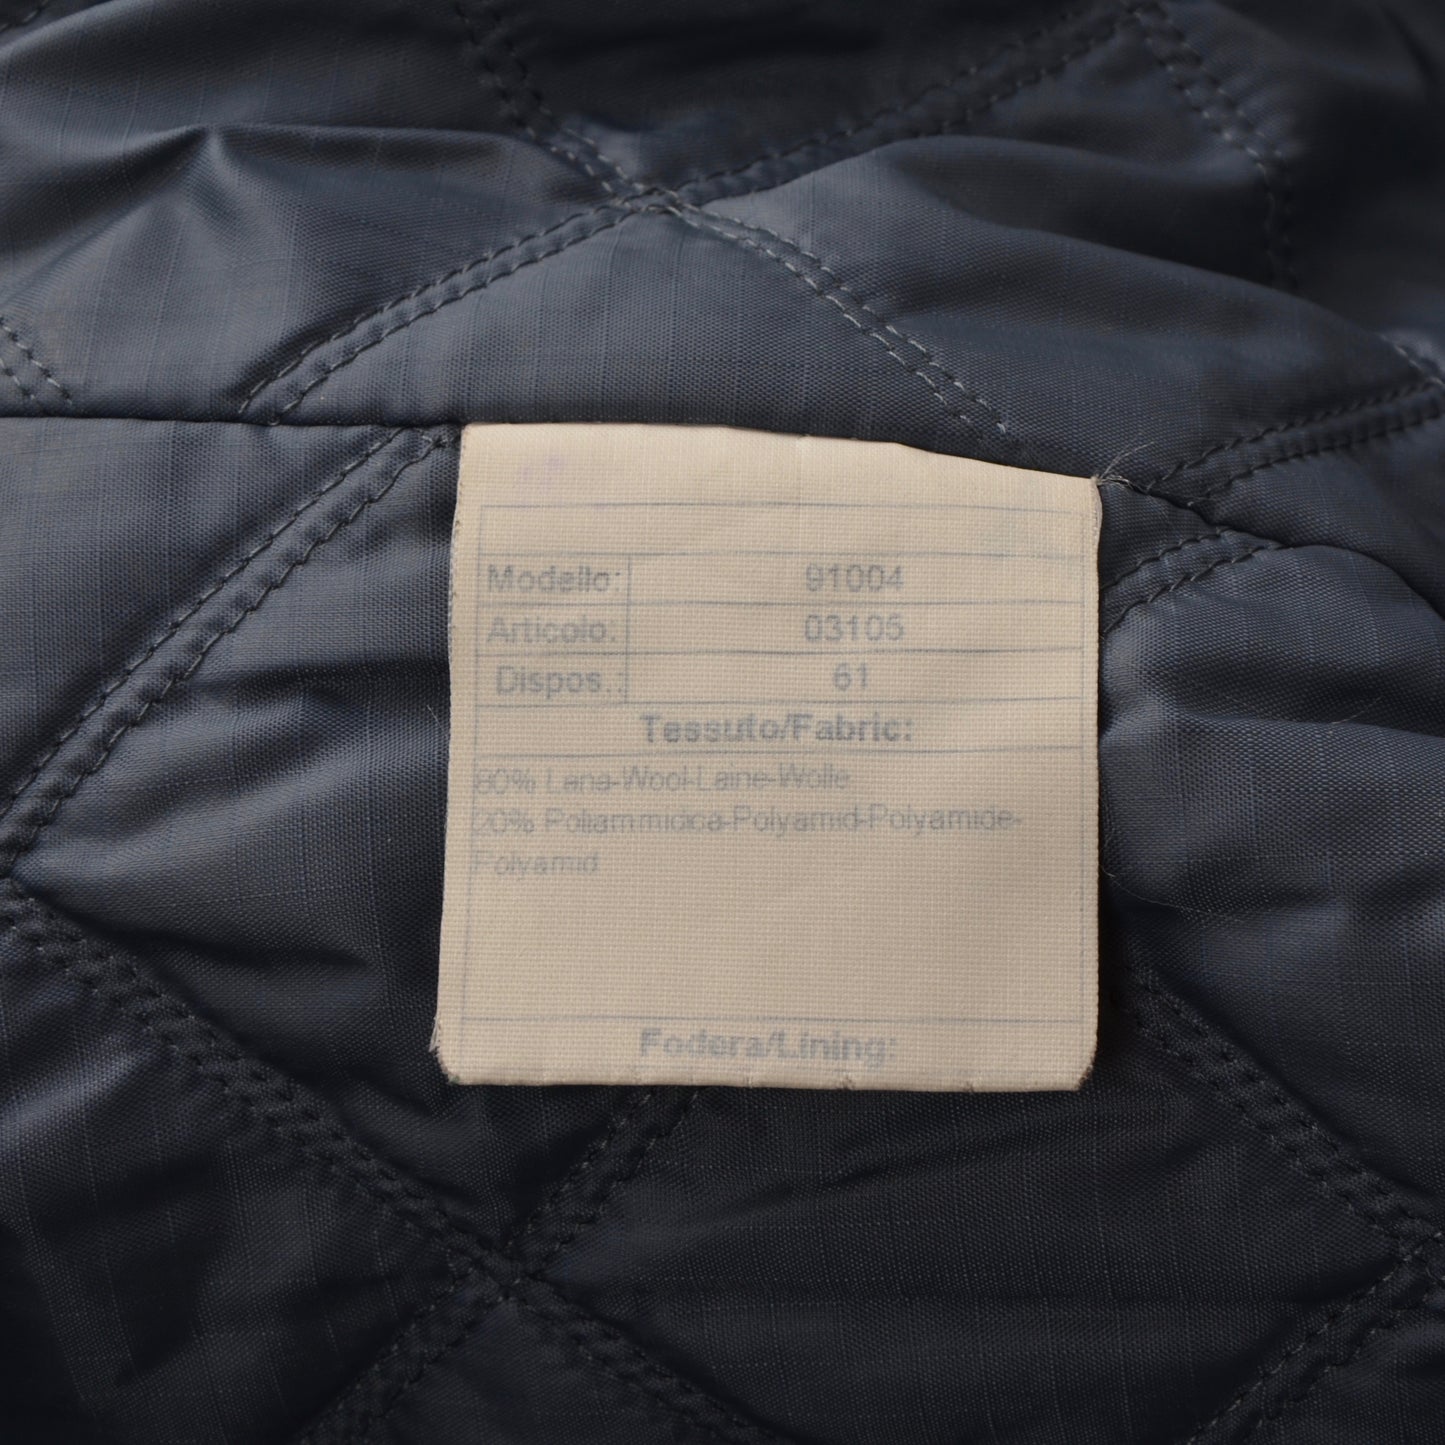 Modello: 91004
Articolo: 03105
Dispos.: 61
Tessuto/Fabric:
80% Lana-Wool-Laine-Wolle
20% Poliammidica-Polyamid-Polyamide-
Polyamid
Fodera/Lining: